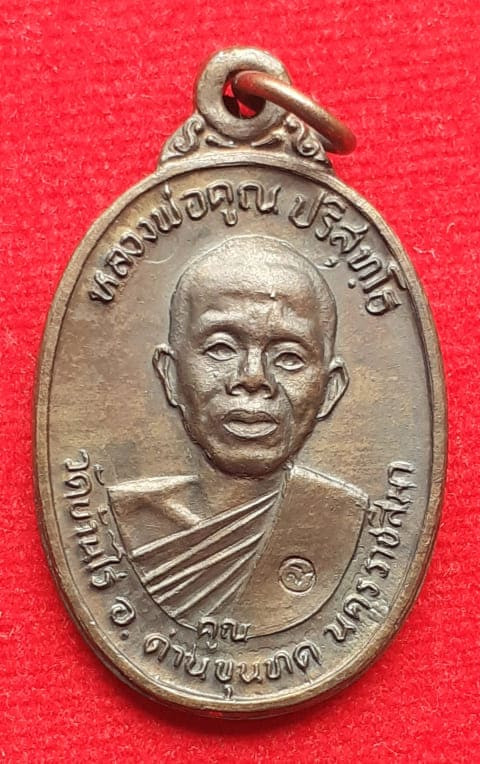 หลวงพ่อคูณ ปริสุทฺโธ
คูณ
วัดบ้านไร่ อ. ด่านขุนทด นครราชสีมา